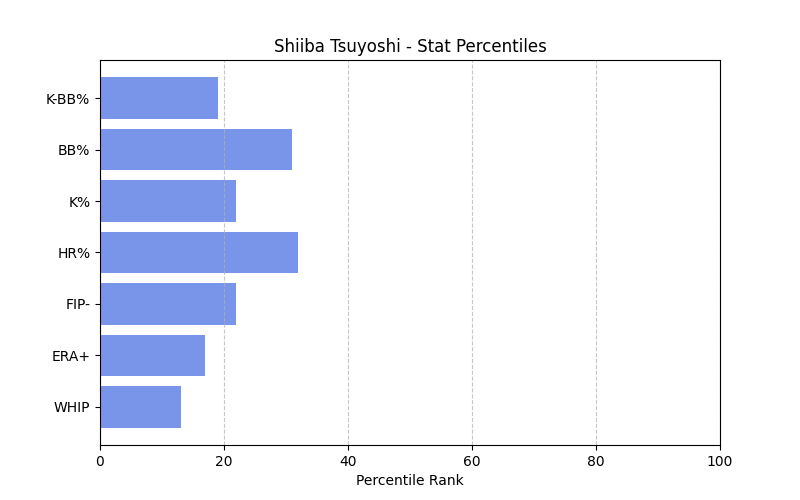 Shiiba Tsuyoshi - Stat Percentiles
K-BB%
BB%
K%
HR%
FIP-
ERA+
WHIP
0 20 40 60 80 100
Percentile Rank